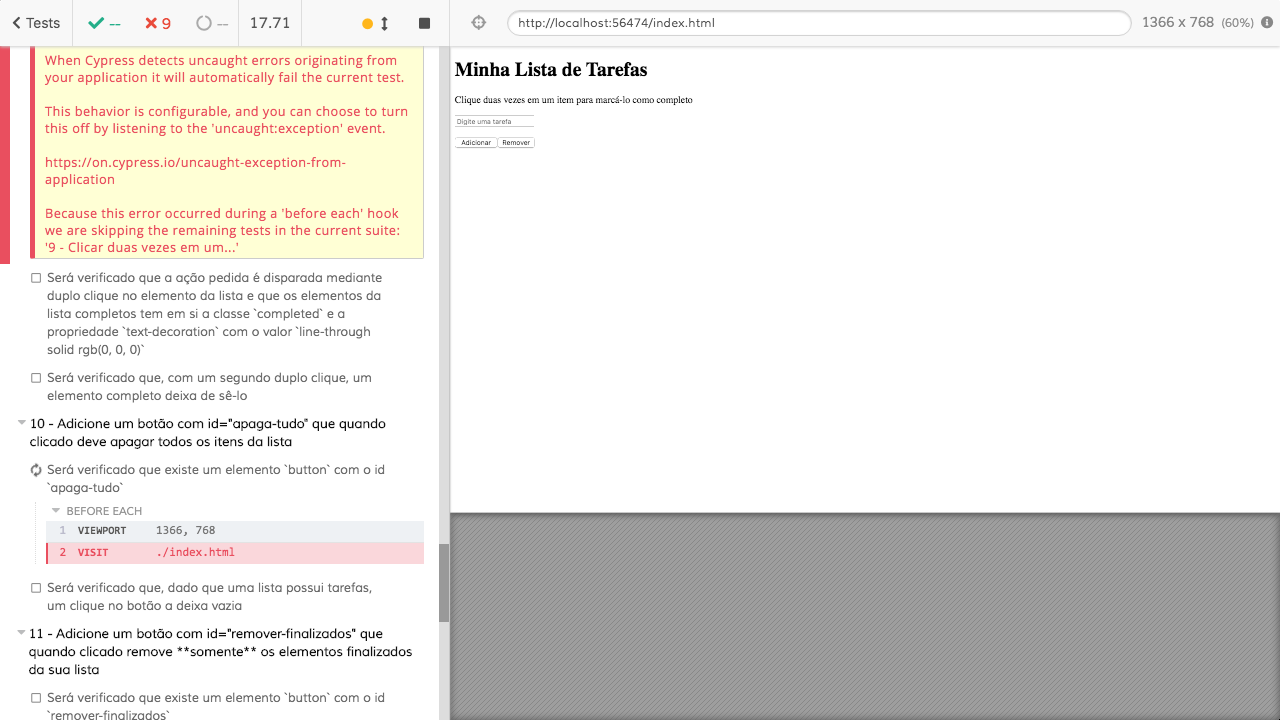 Tests
--
9
--
17.71
http://localhost:56474/index.html
1366 x 768 (60%)
When Cypress detects uncaught errors originating from
your application it will automatically fail the current test.
This behavior is configurable, and you can choose to turn
this off by listening to the 'uncaught:exception' event.
https://on.cypress.io/uncaught-exception-from-
application
Because this error occurred during a 'before each' hook
we are skipping the remaining tests in the current suite:
'9 - Clicar duas vezes em um...'
Será verificado que a ação pedida é disparada mediante
duplo clique no elemento da lista e que os elementos da
lista completos tem em si a classe `completed` e a
propriedade `text-decoration` com o valor `line-through
solid rgb(0, 0, 0)`
Será verificado que, com um segundo duplo clique, um
elemento completo deixa de sê-lo
10 - Adicione um botão com id="apaga-tudo" que quando
clicado deve apagar todos os itens da lista
Será verificado que existe um elemento `button` com o id
`apaga-tudo`
BEFORE EACH
1 VIEWPORT 1366, 768
2 VISIT ./index.html
Será verificado que, dado que uma lista possui tarefas,
um clique no botão a deixa vazia
11 - Adicione um botão com id="remover-finalizados" que
quando clicado remove **somente** os elementos finalizados
da sua lista
Será verificado que existe um elemento `button` com o id
`remover-finalizados`
Minha Lista de Tarefas
Clique duas vezes em um item para marcá-lo como completo
Digite uma tarefa
Adicionar Remover